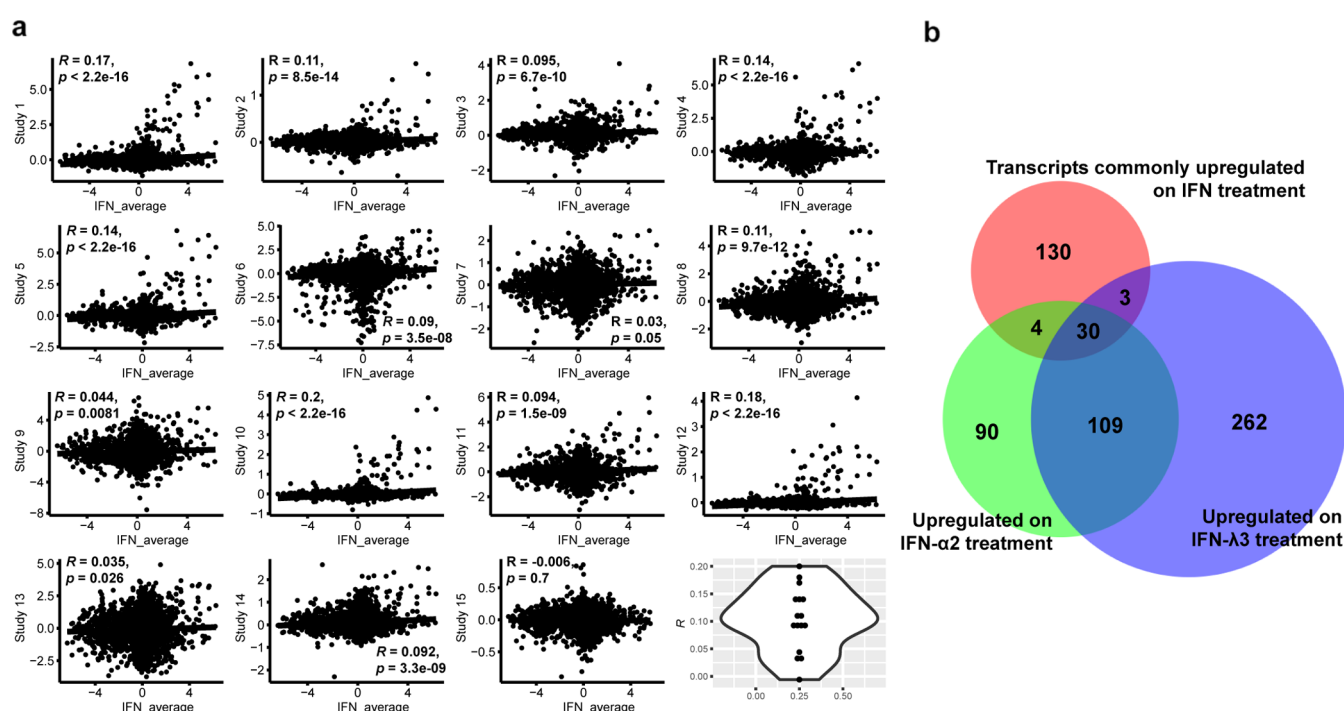 a
R = 0.17,
p < 2.2e-16
Study 1
5.0
2.5
0.0
−4
0
4
IFN_average
R = 0.11,
p = 8.5e-14
Study 2
1
0
−4
0
4
IFN_average
R = 0.095,
p = 6.7e-10
Study 3
4
2
0
−2
−4
0
4
IFN_average
R = 0.14,
p < 2.2e-16
Study 4
5.0
2.5
0.0
−4
0
4
IFN_average
R = 0.14,
p < 2.2e-16
Study 5
5.0
2.5
0.0
−2.5
−4
0
4
IFN_average
Study 6
5.0
2.5
0.0
−2.5
−5.0
−7.5
R = 0.09,
p = 3.5e-08
−4
0
4
IFN_average
Study 7
2
1
0
−1
−2
R = 0.03,
p = 0.05
−4
0
4
IFN_average
R = 0.11,
p = 9.7e-12
Study 8
5.0
2.5
0.0
−2.5
−4
0
4
IFN_average
R = 0.044,
p = 0.0081
Study 9
4
0
−4
−8
−4
0
4
IFN_average
R = 0.2,
p < 2.2e-16
Study 10
5
4
3
2
1
0
−1
−4
0
4
IFN_average
R = 0.094,
p = 1.5e-09
Study 11
6
4
2
0
−2
−4
0
4
IFN_average
R = 0.18,
p < 2.2e-16
Study 12
4
3
2
1
0
−4
0
4
IFN_average
R = 0.035,
p = 0.026
Study 13
5.0
2.5
0.0
−2.5
−4
0
4
IFN_average
Study 14
2
1
0
−1
−2
R = 0.092,
p = 3.3e-09
−4
0
4
IFN_average
R = -0.006,
p = 0.7
Study 15
0.5
0.0
−0.5
−4
0
4
IFN_average
R
0.20
0.15
0.10
0.05
0.00
0.00
0.25
0.50
b
Transcripts commonly upregulated
on IFN treatment
130
3
4
30
90
109
262
Upregulated on
IFN-α2 treatment
Upregulated on
IFN-λ3 treatment